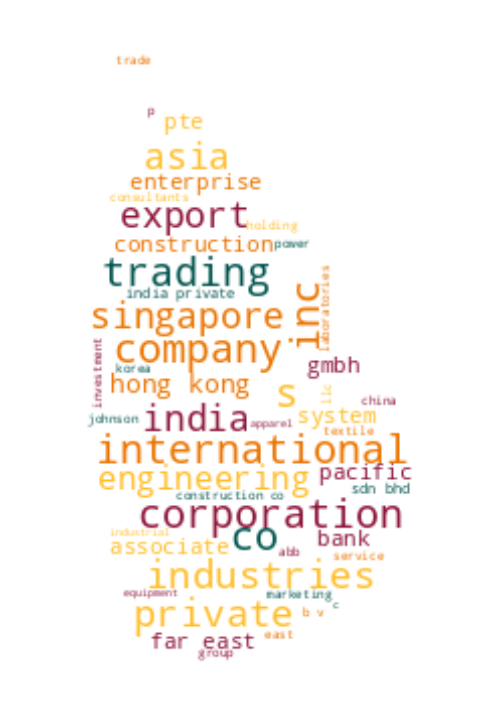 trade
p
pte
asia
enterprise
consultants
export
holding
construction
power
trading
india private
laboratories
inc
singapore
company
investment
korea
gmbh
hong kong
s
llc
china
johnson
india
apparel
system
textile
international
engineering
pacific
sdn bhd
construction co
corporation
co
bank
industrial
associate
abb
service
industries
equipment
marketing
c
private
b v
far east
east
group